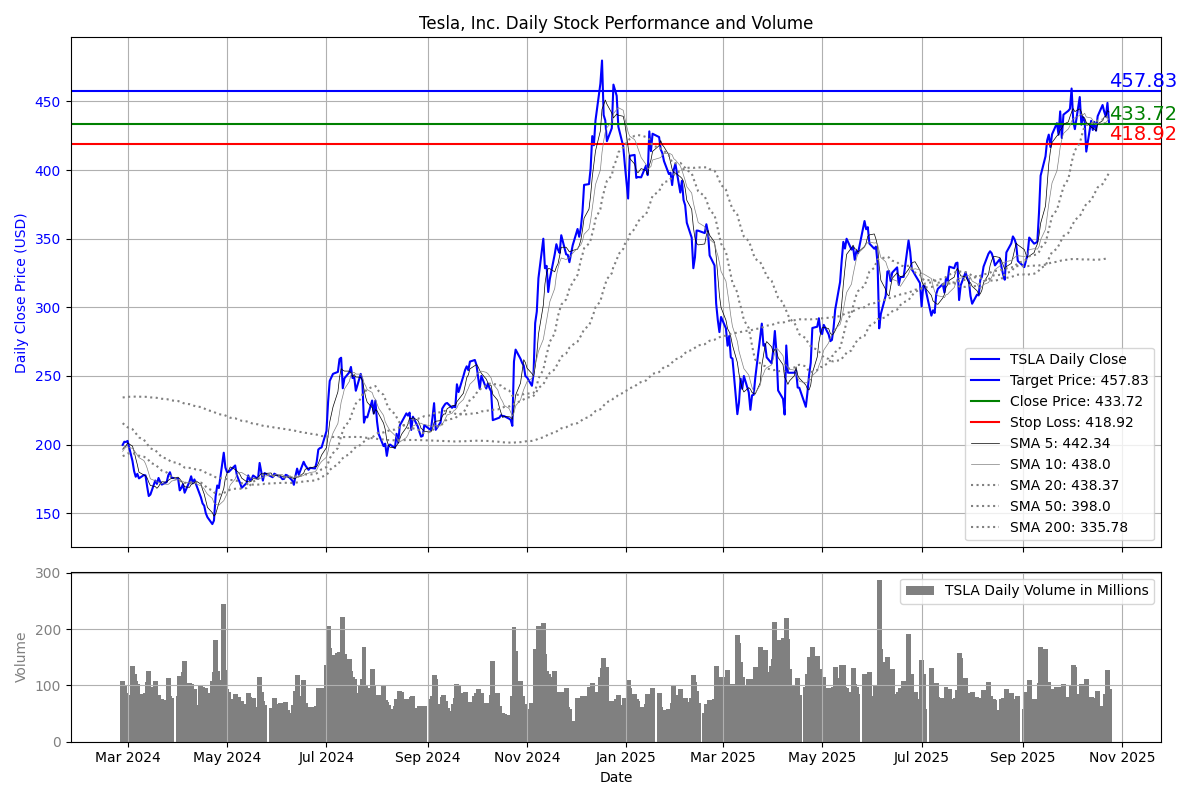 Tesla, Inc. Daily Stock Performance and Volume
Daily Close Price (USD)
450
400
350
300
250
200
150
457.83
433.72
418.92
TSLA Daily Close
Target Price: 457.83
Close Price: 433.72
Stop Loss: 418.92
SMA 5: 442.34
SMA 10: 438.0
SMA 20: 438.37
SMA 50: 398.0
SMA 200: 335.78
Volume
300
200
100
0
TSLA Daily Volume in Millions
Mar 2024
May 2024
Jul 2024
Sep 2024
Nov 2024
Jan 2025
Mar 2025
May 2025
Jul 2025
Sep 2025
Nov 2025
Date